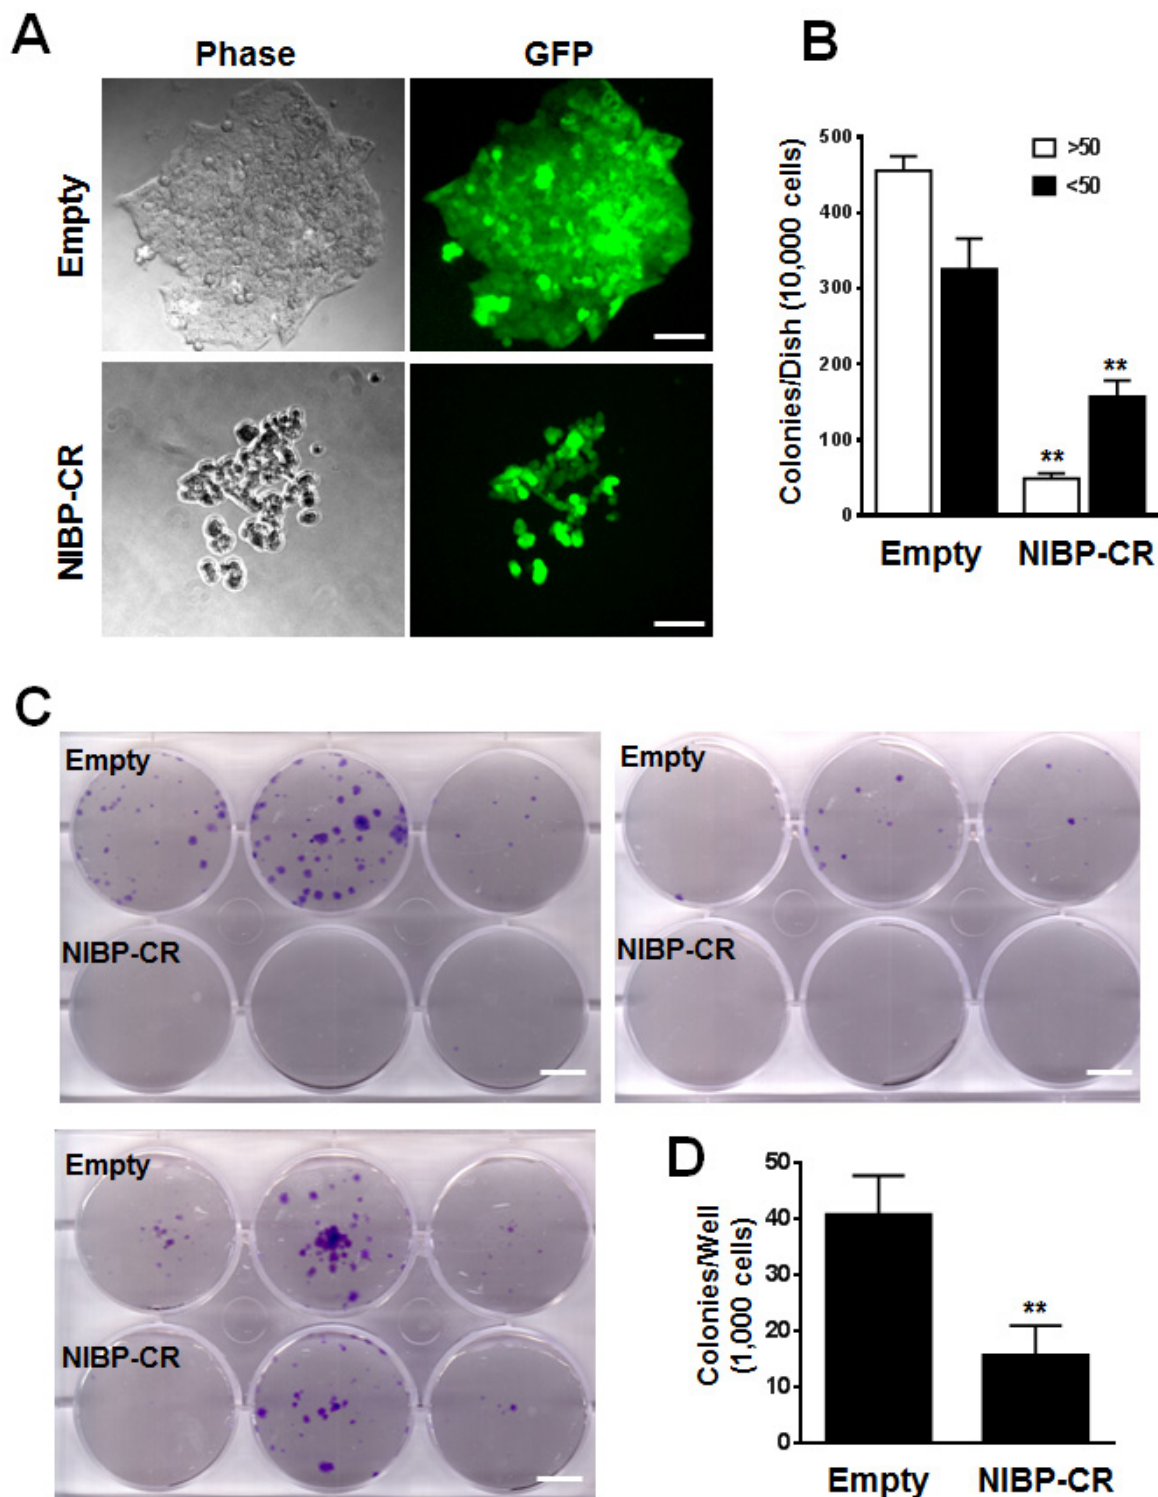 A
Phase
GFP
Empty
NIBP-CR
B
Colonies/Dish (10,000 cells)
500
400
300
200
100
0
>50
<50
**
**
Empty
NIBP-CR
C
Empty
NIBP-CR
Empty
NIBP-CR
Empty
NIBP-CR
D
Colonies/Well
(1,000 cells)
50
40
30
20
10
0
**
Empty
NIBP-CR